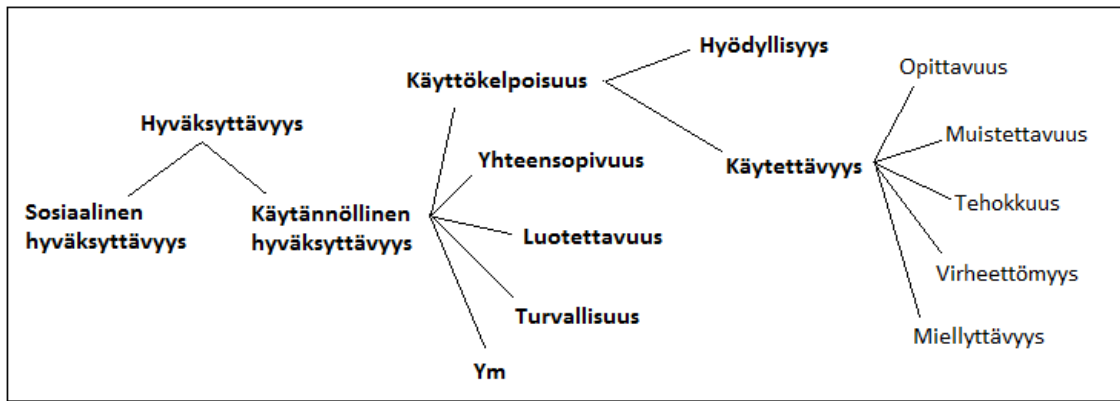 Hyväksyttävyys
Sosiaalinen
hyväksyttävyys
Käytännöllinen
hyväksyttävyys
Käyttökelpoisuus
Yhteensopivuus
Luotettavuus
Turvallisuus
Ym
Hyödyllisyys
Käytettävyys
Opittavuus
Muistettavuus
Tehokkuus
Virheettömyys
Miellyttävyys